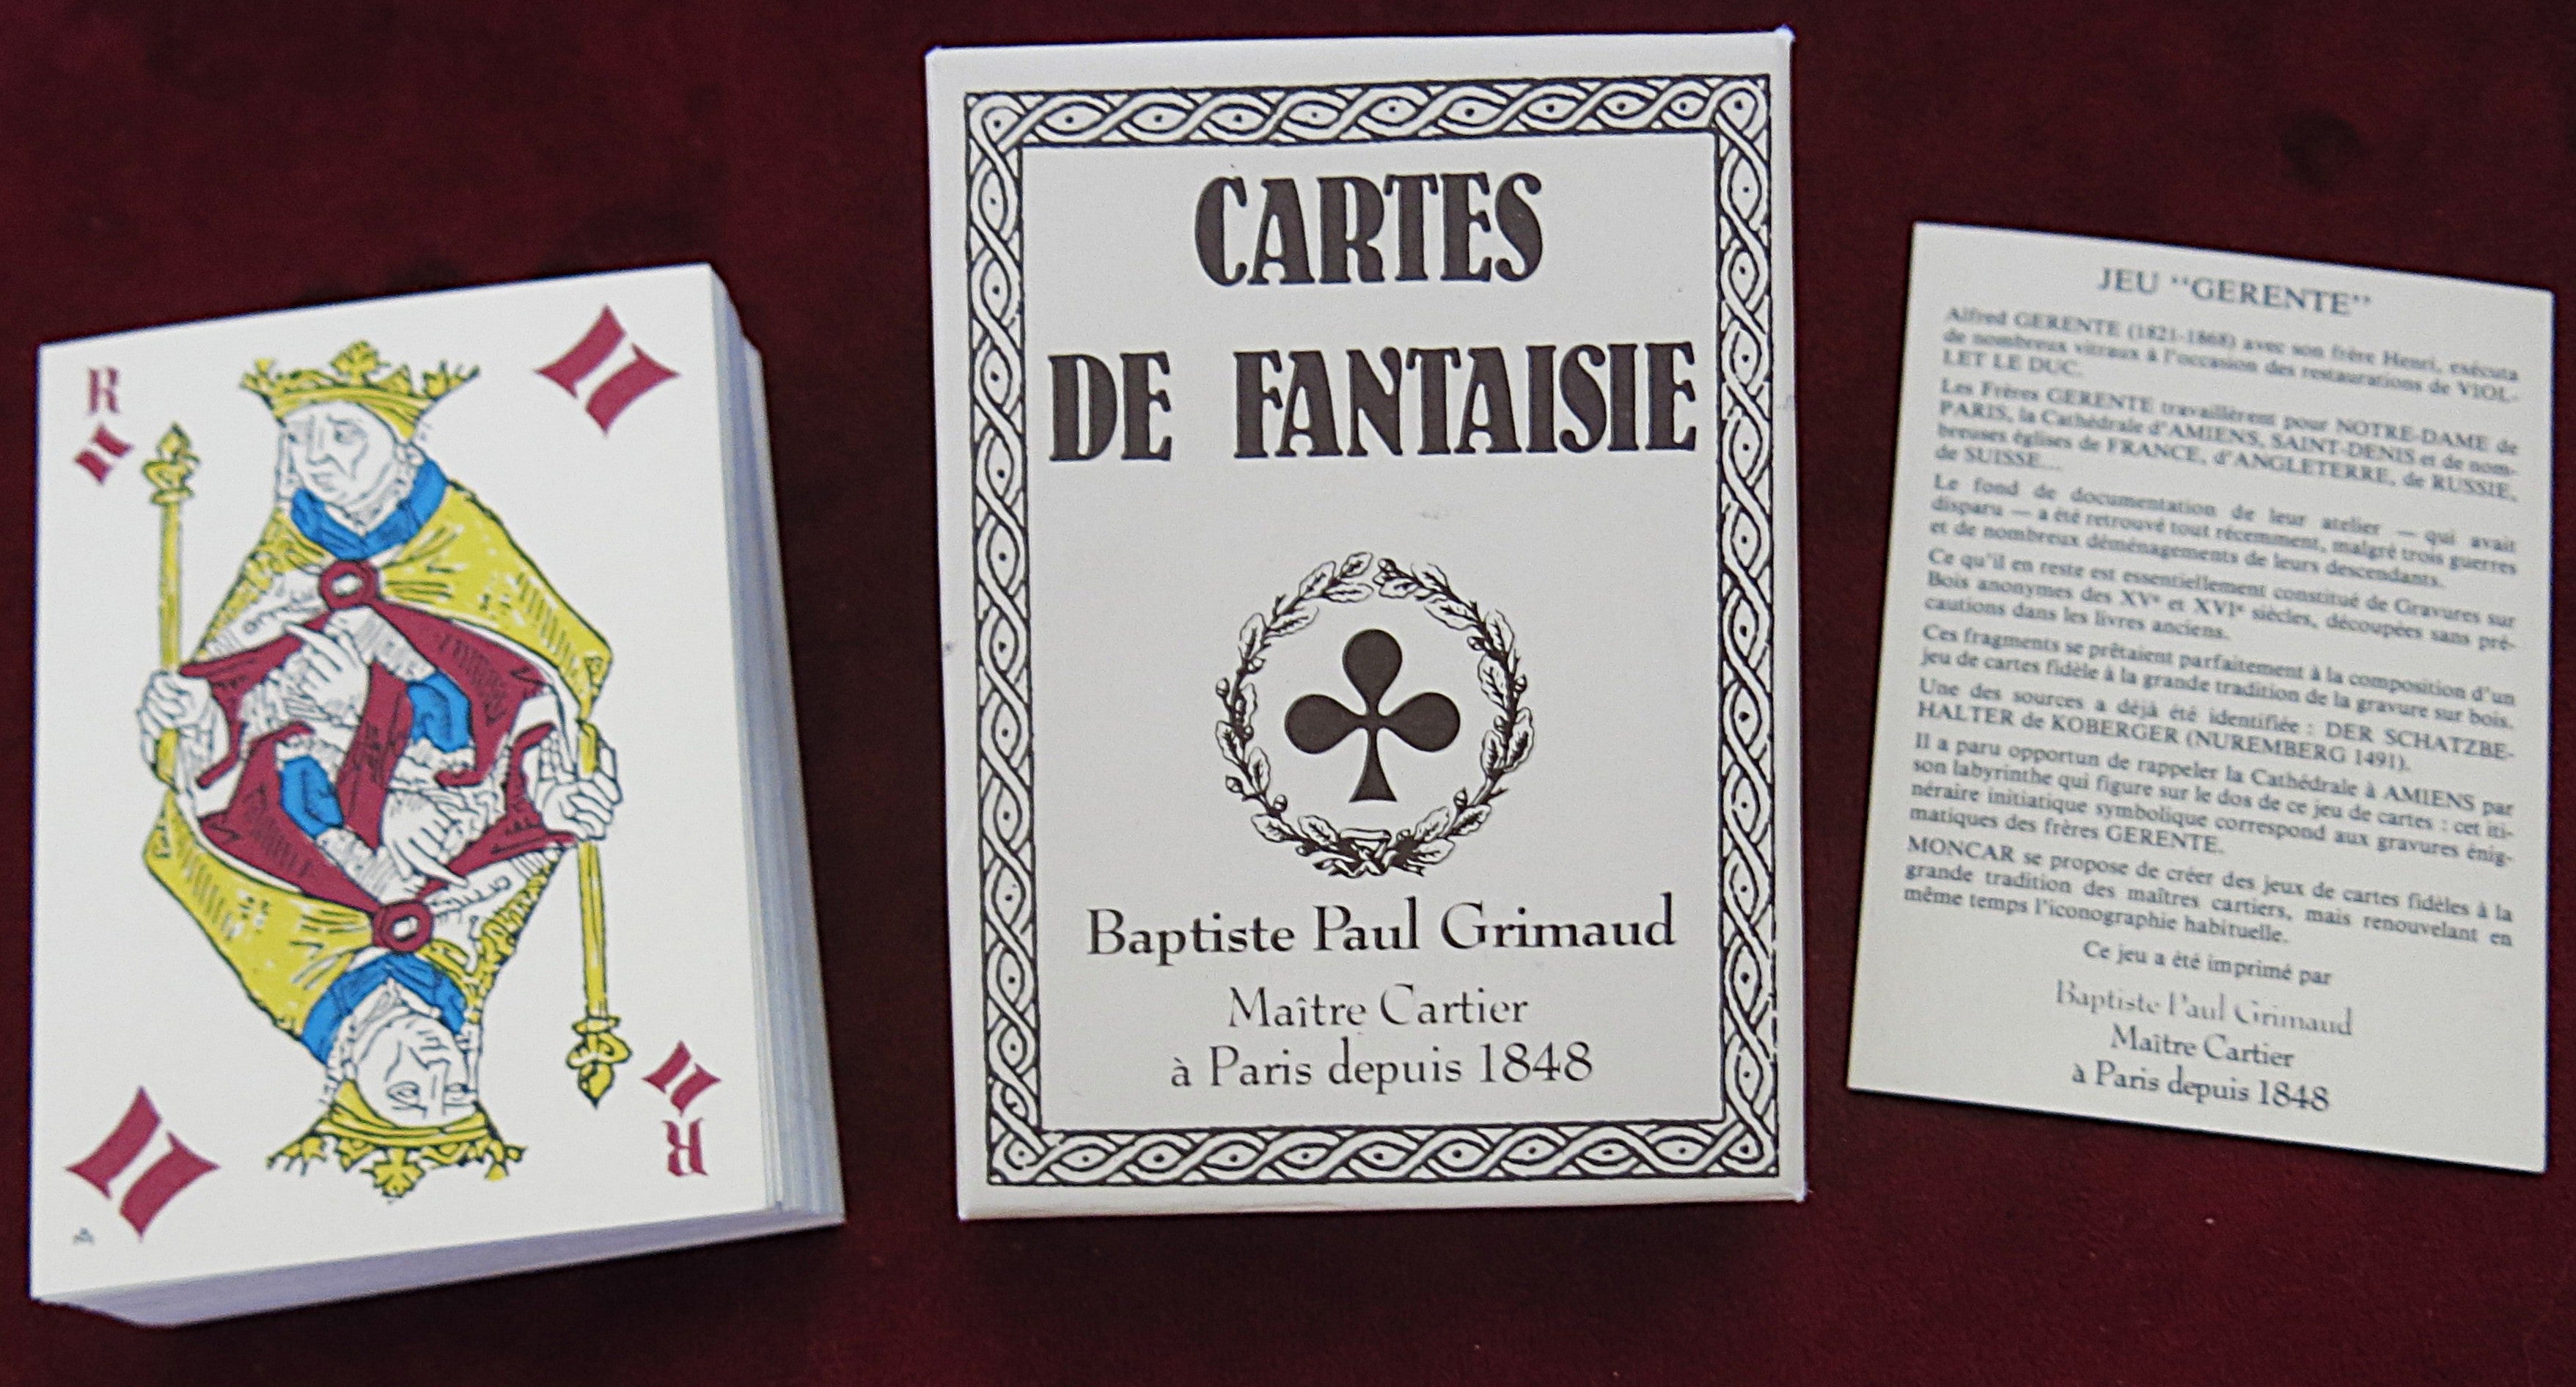 R
R
CARTES
DE FANTAISIE
Baptiste Paul Grimaud
Maître Cartier
à Paris depuis 1848
JEU "GERENTE"
Alfred GERENTE (1821-1868) avec son frère Henri, exécuta
de nombreux vitraux à l'occasion des restaurations de VIOL-
LET LE DUC.
Les Frères GERENTE travaillèrent pour NOTRE-DAME de
PARIS, la Cathédrale d'AMIENS, SAINT-DENIS et de nom-
breuses églises de FRANCE, d'ANGLETERRE, de RUSSIE,
de SUISSE...
Le fond de documentation de leur atelier — qui avait
disparu — a été retrouvé tout récemment, malgré trois guerres
et de nombreux déménagements de leurs descendants.
Ce qu'il en reste est essentiellement constitué de Gravures sur
Bois anonymes des XVe et XVIe siècles, découpées sans pré-
cautions dans les livres anciens.
Ces fragments se prêtaient parfaitement à la composition d'un
jeu de cartes fidèle à la grande tradition de la gravure sur bois.
Une des sources a déjà été identifiée : DER SCHATZBE-
HALTER de KOBERGER (NUREMBERG 1491).
Il a paru opportun de rappeler la Cathédrale à AMIENS par
son labyrinthe qui figure sur le dos de ce jeu de cartes : cet iti-
néraire initiatique symbolique correspond aux gravures énig-
matiques des frères GERENTE.
MONCAR se propose de créer des jeux de cartes fidèles à la
grande tradition des maîtres cartiers, mais renouvelant en
même temps l'iconographie habituelle.
Ce jeu a été imprimé par
Baptiste Paul Grimaud
Maître Cartier
à Paris depuis 1848